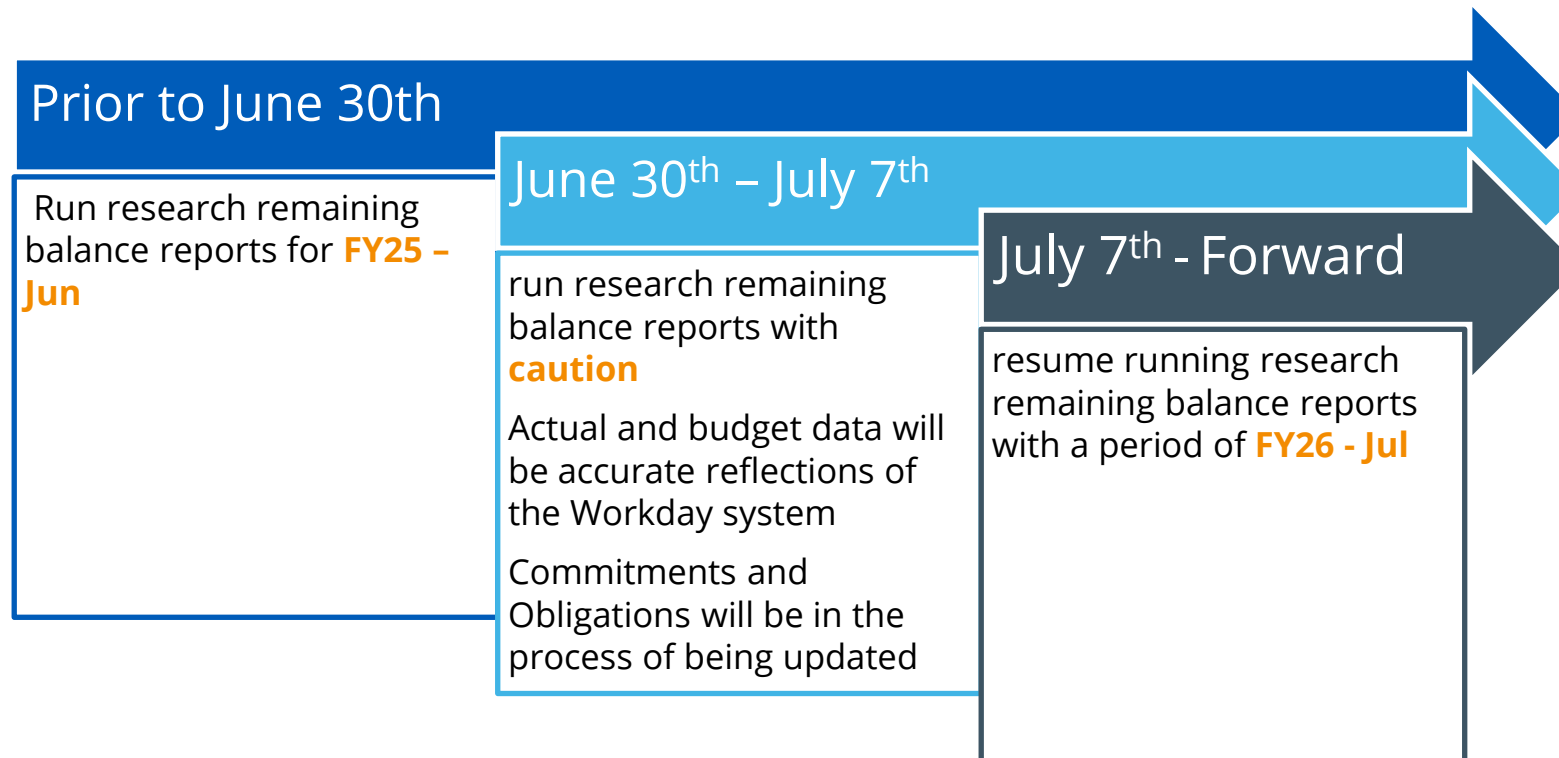 Prior to June 30th
Run research remaining
balance reports for FY25 –
Jun
June 30th – July 7th
run research remaining
balance reports with
caution
Actual and budget data will
be accurate reflections of
the Workday system
Commitments and
Obligations will be in the
process of being updated
July 7th - Forward
resume running research
remaining balance reports
with a period of FY26 - Jul